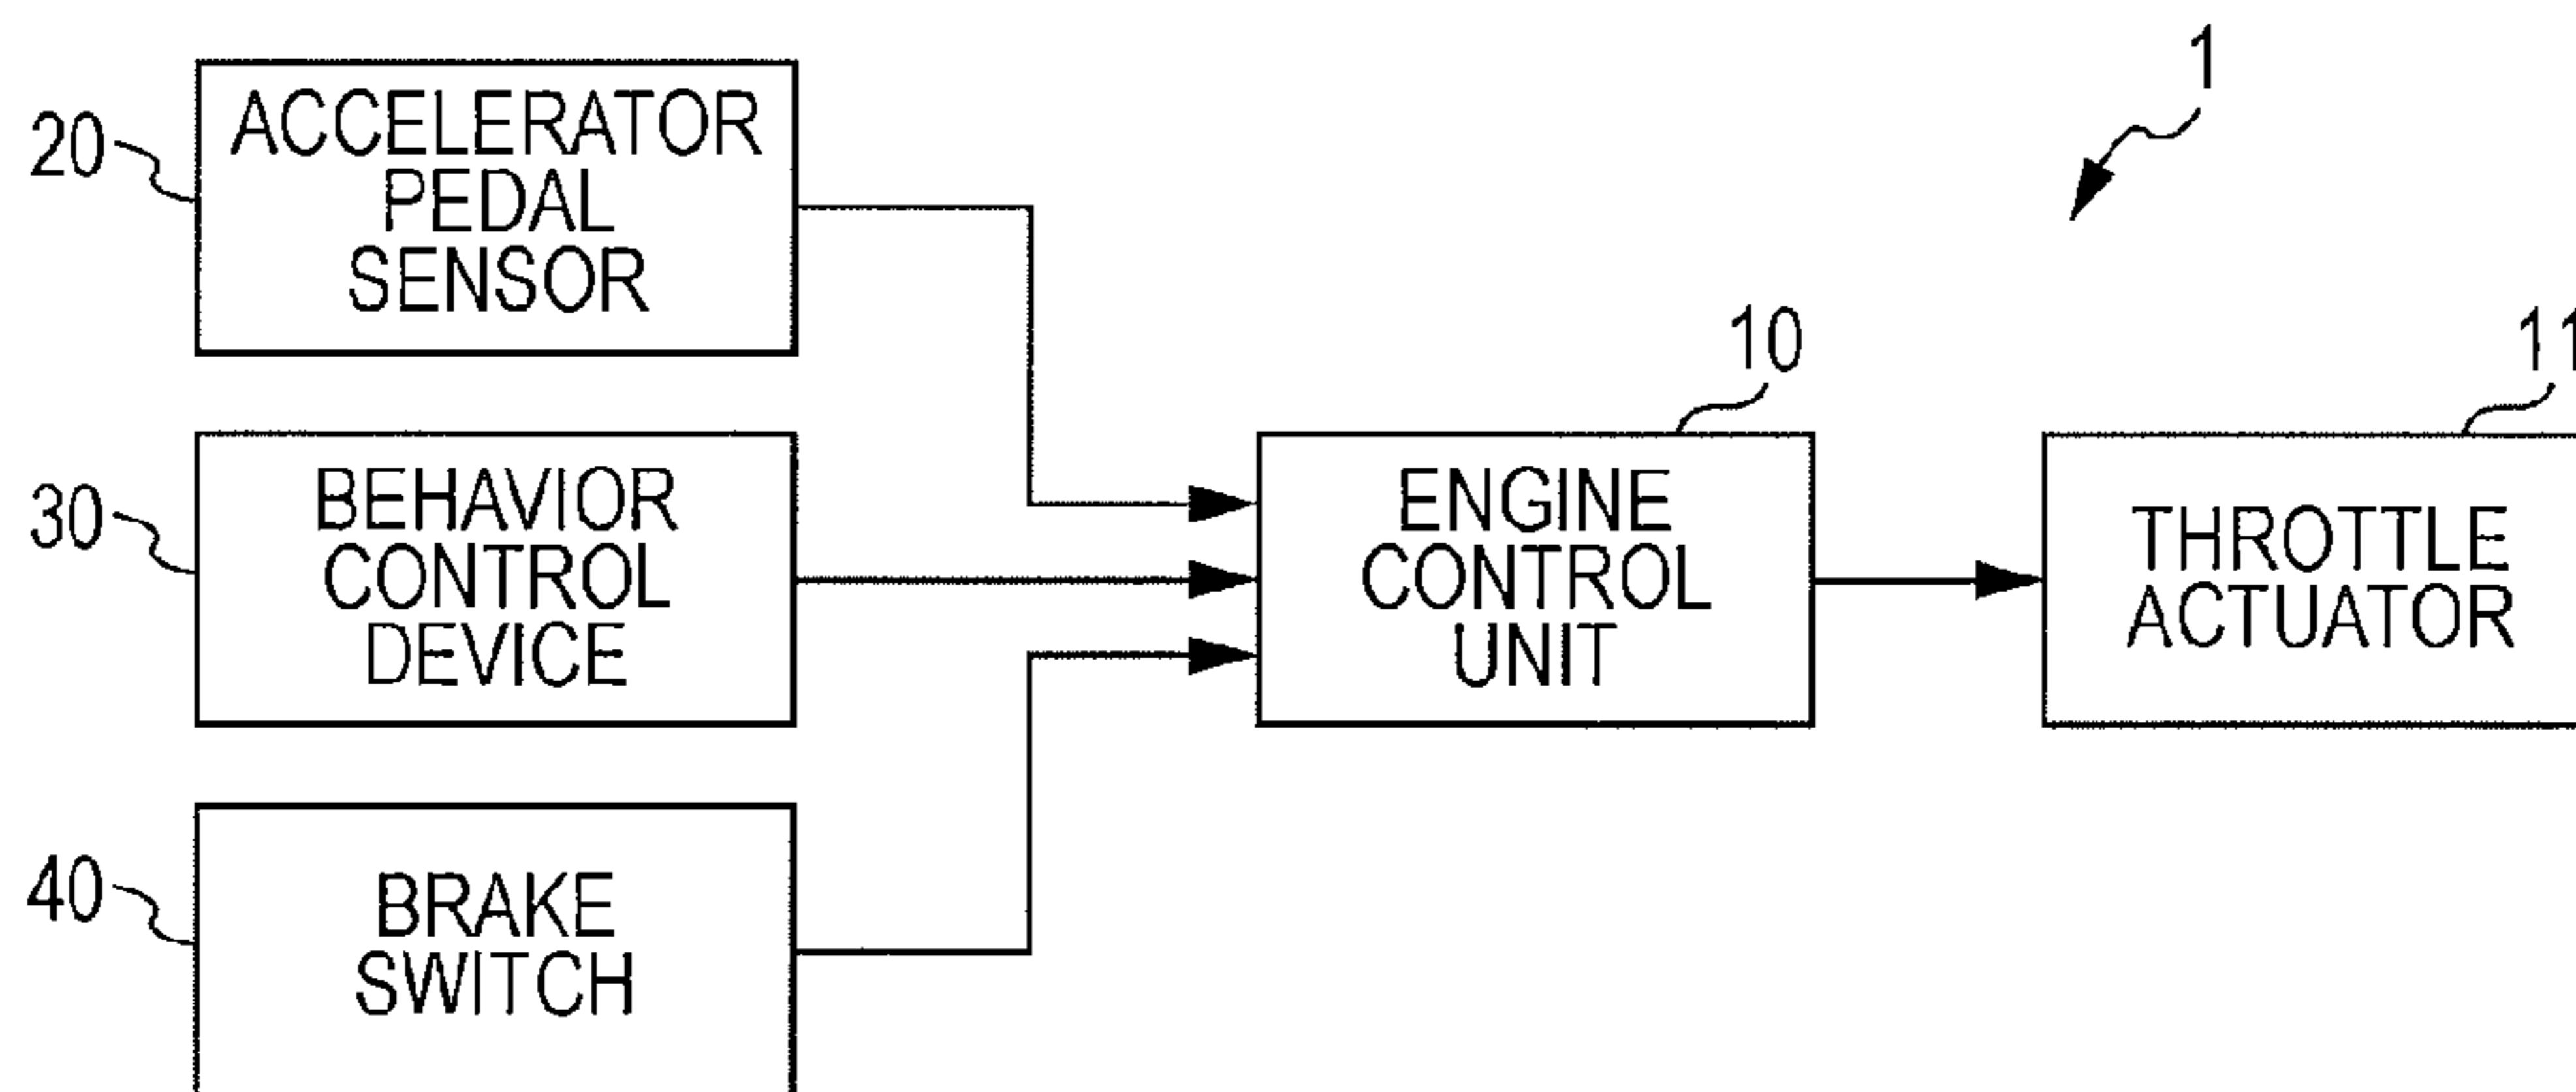 1
20
ACCELERATOR
PEDAL
SENSOR
10
11
30
BEHAVIOR
CONTROL
DEVICE
ENGINE
CONTROL
UNIT
THROTTLE
ACTUATOR
40
BRAKE
SWITCH